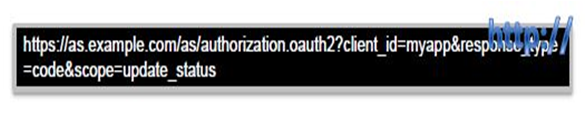 https://as.example.com/as/authorization.oauth2?client_id=myapp&response_type
=code&scope=update_status
http://